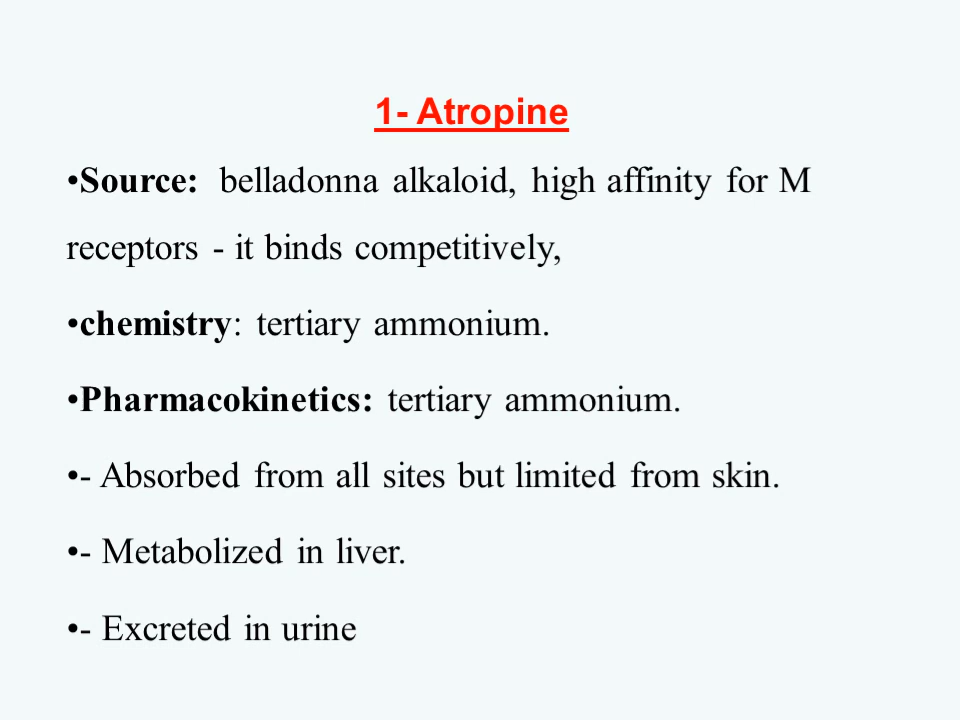 1- Atropine
•Source:  belladonna alkaloid, high affinity for M
receptors - it binds competitively,
•chemistry: tertiary ammonium.
•Pharmacokinetics: tertiary ammonium.
•- Absorbed from all sites but limited from skin.
•- Metabolized in liver.
•- Excreted in urine